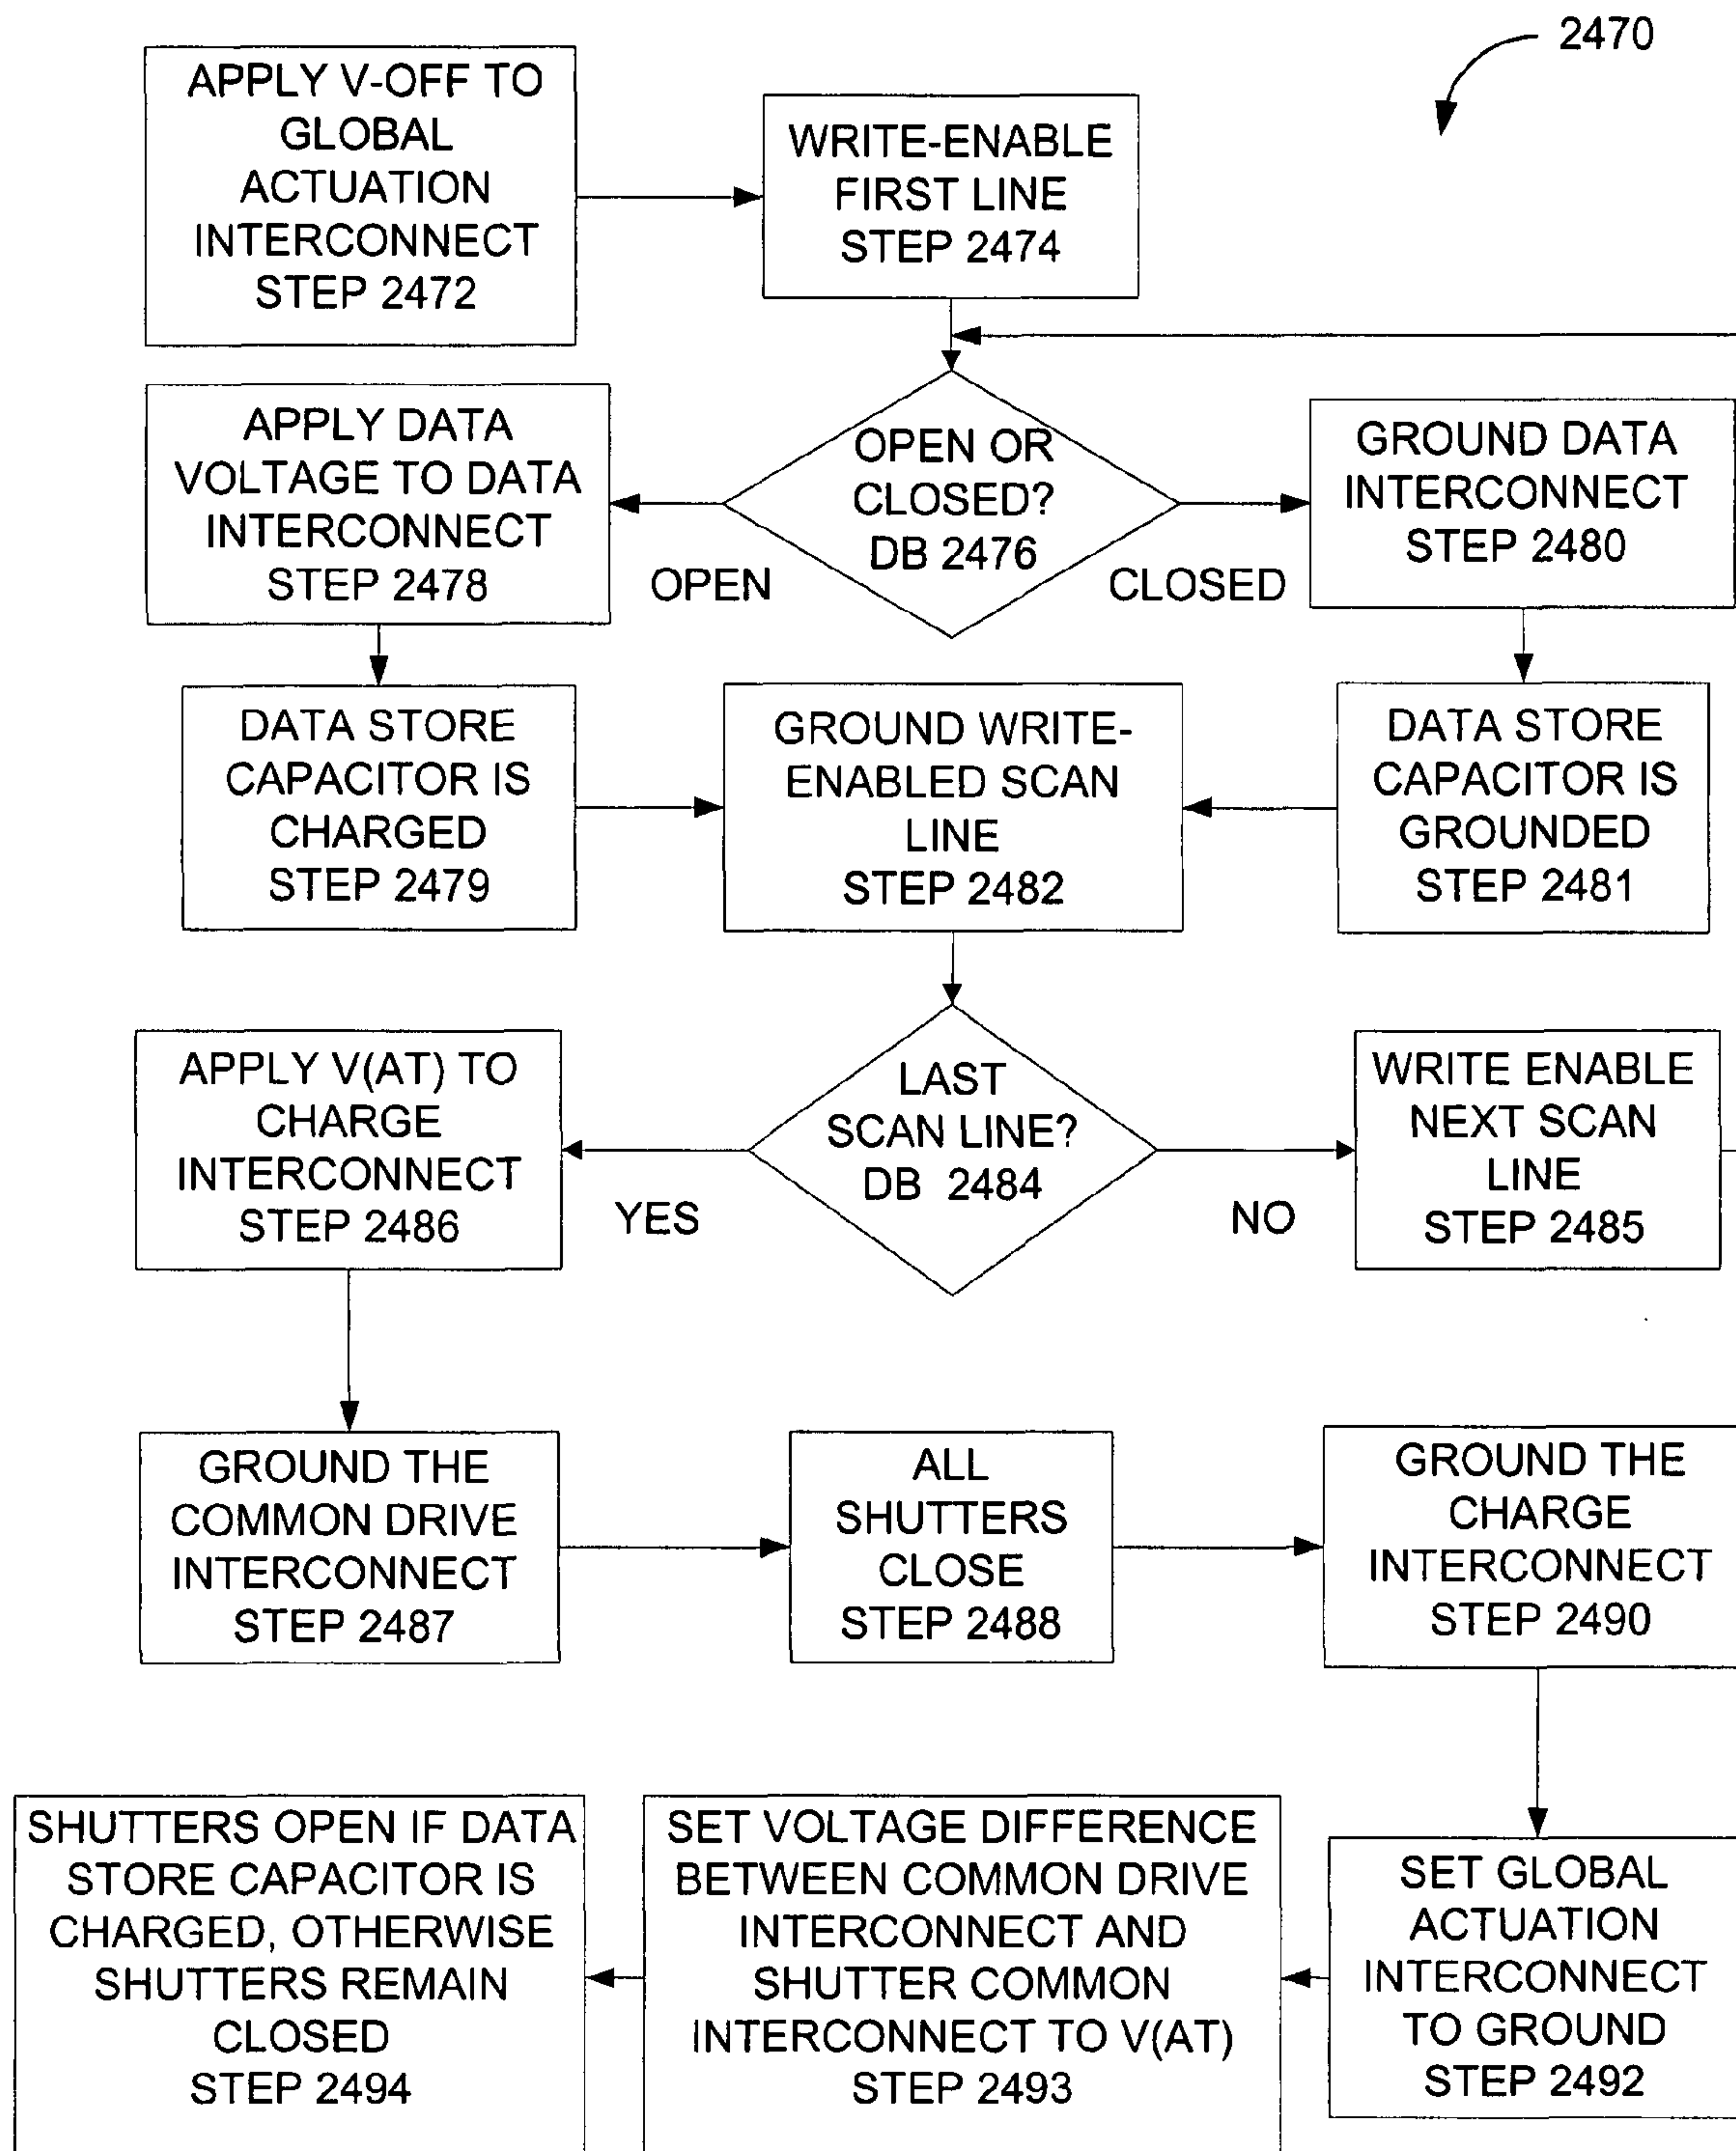 2470
APPLY V-OFF TO
GLOBAL
ACTUATION
INTERCONNECT
STEP 2472
WRITE-ENABLE
FIRST LINE
STEP 2474
OPEN OR
CLOSED?
DB 2476
OPEN
CLOSED
APPLY DATA
VOLTAGE TO DATA
INTERCONNECT
STEP 2478
GROUND DATA
INTERCONNECT
STEP 2480
DATA STORE
CAPACITOR IS
CHARGED
STEP 2479
GROUND WRITE-
ENABLED SCAN
LINE
STEP 2482
DATA STORE
CAPACITOR IS
GROUNDED
STEP 2481
APPLY V(AT) TO
CHARGE
INTERCONNECT
STEP 2486
LAST
SCAN LINE?
DB 2484
YES
NO
WRITE ENABLE
NEXT SCAN
LINE
STEP 2485
GROUND THE
COMMON DRIVE
INTERCONNECT
STEP 2487
ALL
SHUTTERS
CLOSE
STEP 2488
GROUND THE
CHARGE
INTERCONNECT
STEP 2490
SET GLOBAL
ACTUATION
INTERCONNECT
TO GROUND
STEP 2492
SET VOLTAGE DIFFERENCE
BETWEEN COMMON DRIVE
INTERCONNECT AND
SHUTTER COMMON
INTERCONNECT TO V(AT)
STEP 2493
SHUTTERS OPEN IF DATA
STORE CAPACITOR IS
CHARGED, OTHERWISE
SHUTTERS REMAIN
CLOSED
STEP 2494